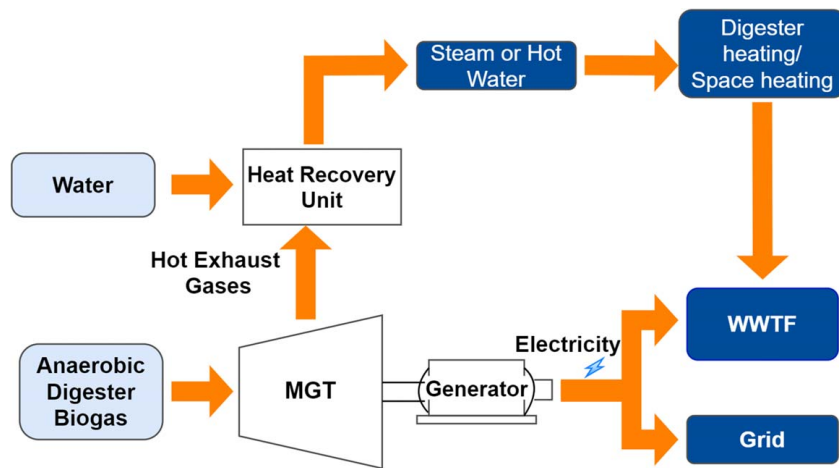 Steam or Hot
Water
Digester
heating/
Space heating
Water
Heat Recovery
Unit
Hot Exhaust
Gases
Anaerobic
Digester
Biogas
MGT
Generator
Electricity
WWTF
Grid